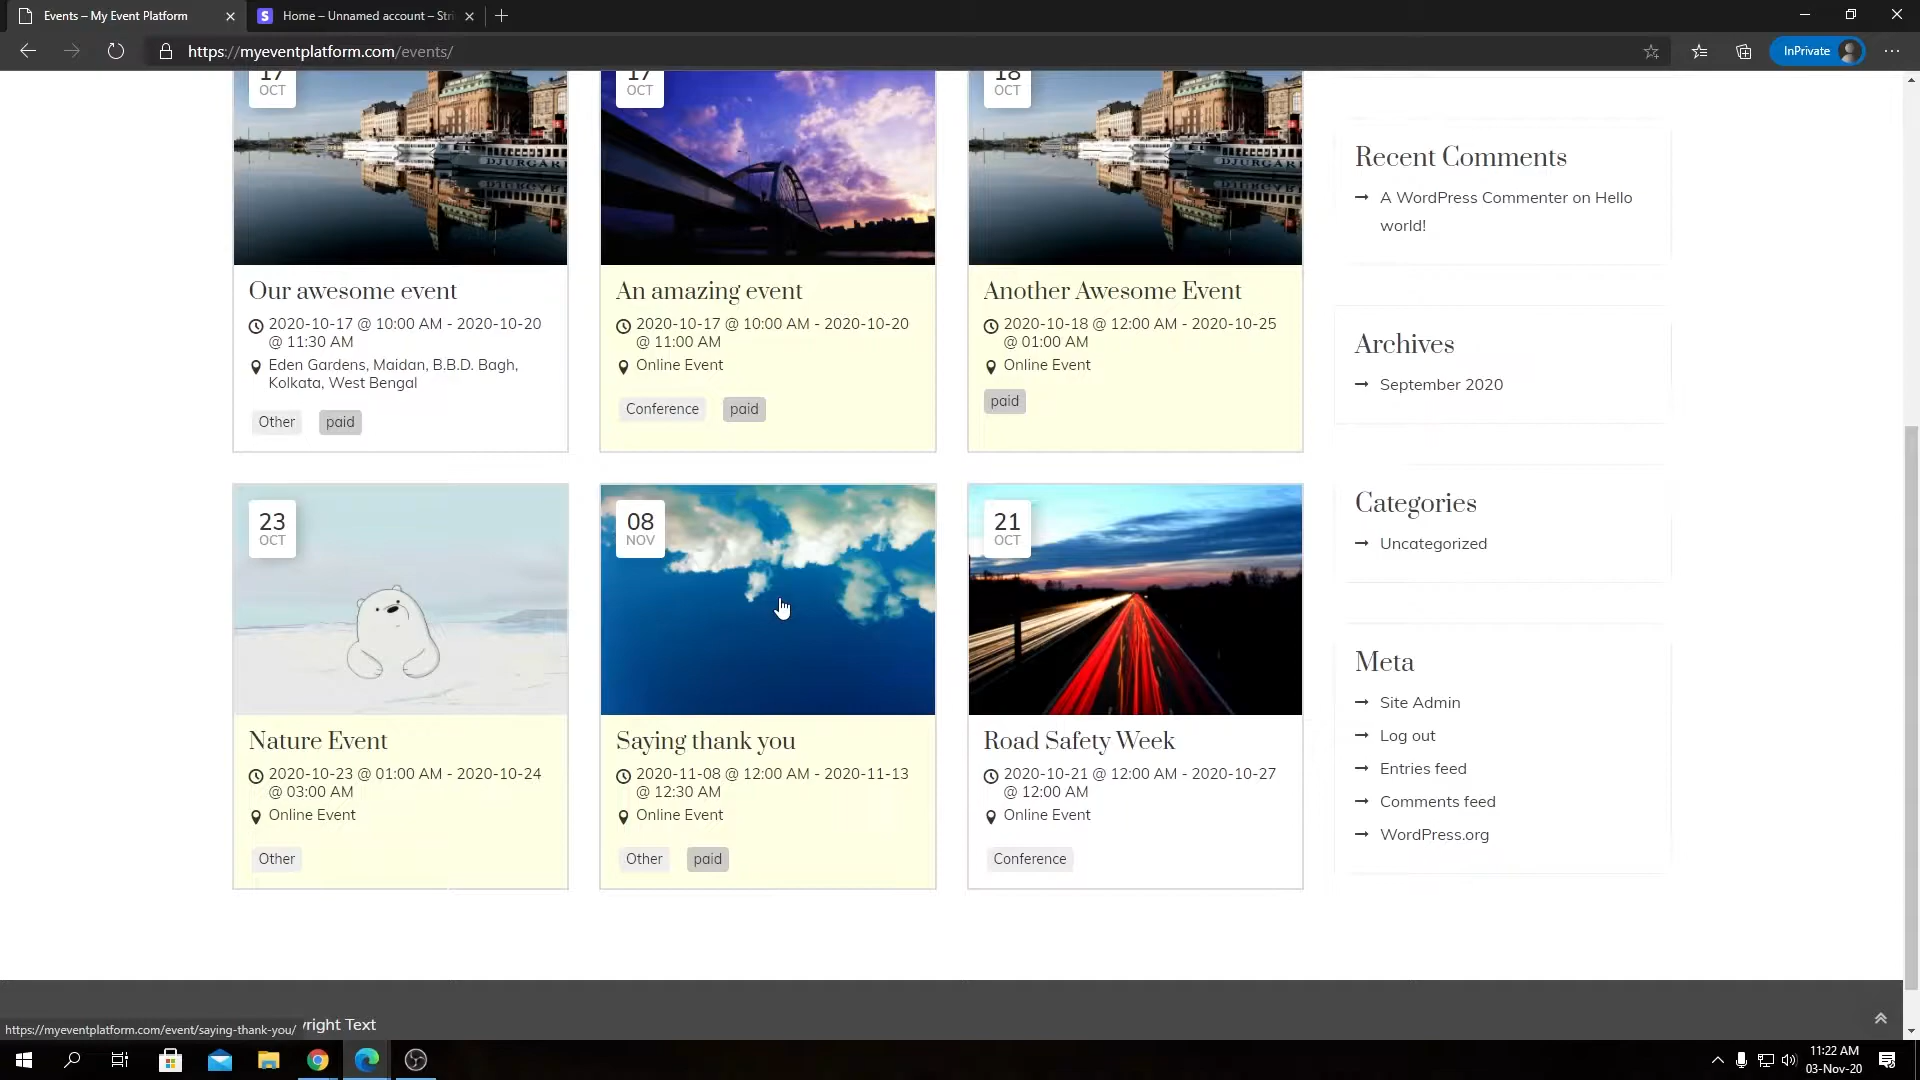 Events – My Event Platform
Home – Unnamed account – Stri
https://myeventplatform.com/events/
InPrivate
17
OCT
17
OCT
18
OCT
DJURGÅR
DJURGÅR
Our awesome event
2020-10-17 @ 10:00 AM - 2020-10-20
@ 11:30 AM
Eden Gardens, Maidan, B.B.D. Bagh,
Kolkata, West Bengal
Other
paid
An amazing event
2020-10-17 @ 10:00 AM - 2020-10-20
@ 11:00 AM
Online Event
Conference
paid
Another Awesome Event
2020-10-18 @ 12:00 AM - 2020-10-25
@ 01:00 AM
Online Event
paid
23
OCT
Nature Event
2020-10-23 @ 01:00 AM - 2020-10-24
@ 03:00 AM
Online Event
Other
08
NOV
Saying thank you
2020-11-08 @ 12:00 AM - 2020-11-13
@ 12:30 AM
Online Event
Other
paid
21
OCT
Road Safety Week
2020-10-21 @ 12:00 AM - 2020-10-27
@ 12:00 AM
Online Event
Conference
Recent Comments
A WordPress Commenter on Hello
world!
Archives
September 2020
Categories
Uncategorized
Meta
Site Admin
Log out
Entries feed
Comments feed
WordPress.org
https://myeventplatform.com/event/saying-thank-you/
yright Text
11:22 AM
03-Nov-20